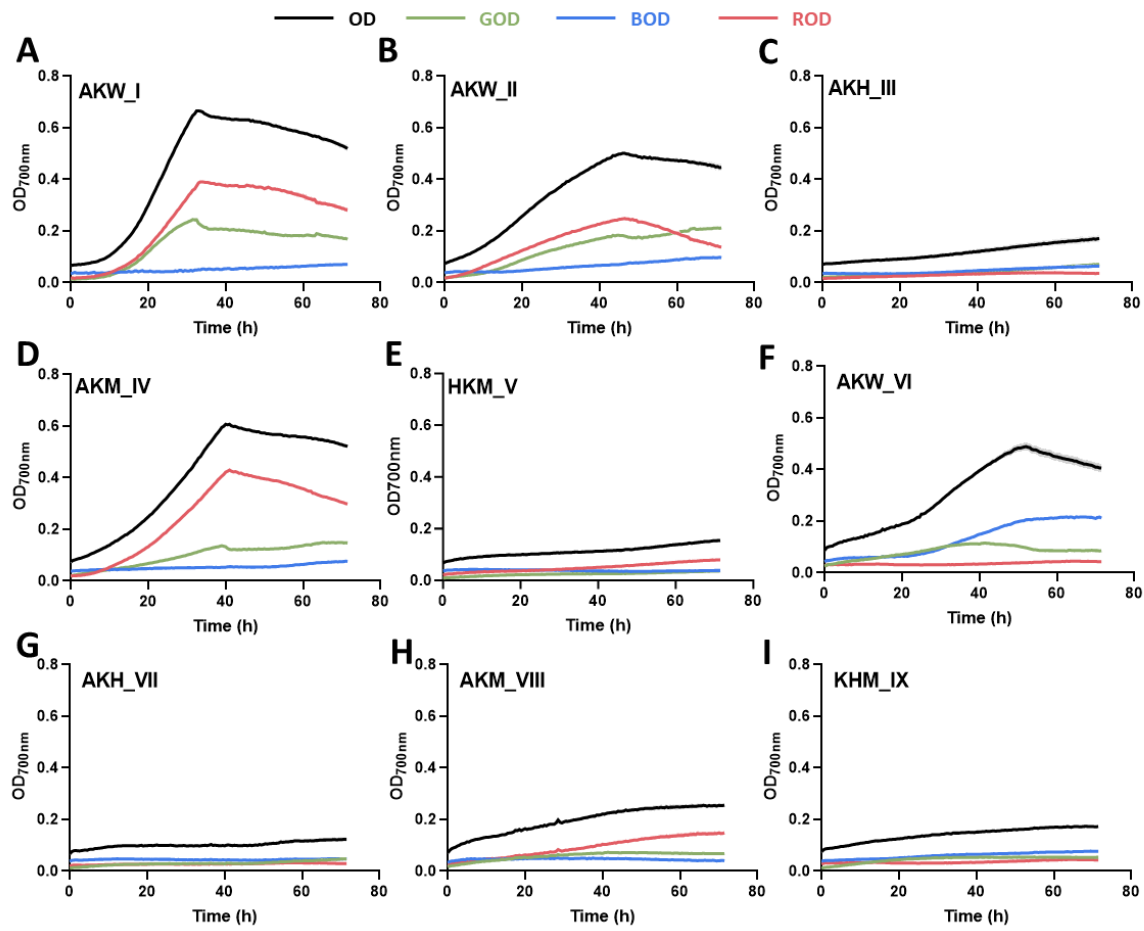 OD GOD BOD ROD
A
AKW_I
0.8
0.6
0.4
0.2
0.0
OD700nm
0 20 40 60 80
Time (h)
B
AKW_II
0.8
0.6
0.4
0.2
0.0
OD700nm
0 20 40 60 80
Time (h)
C
AKH_III
0.8
0.6
0.4
0.2
0.0
OD700nm
0 20 40 60 80
Time (h)
D
AKM_IV
0.8
0.6
0.4
0.2
0.0
OD700nm
0 20 40 60 80
Time (h)
E
HKM_V
0.8
0.6
0.4
0.2
0.0
OD700nm
0 20 40 60 80
Time (h)
F
AKW_VI
0.8
0.6
0.4
0.2
0.0
OD700nm
0 20 40 60 80
Time (h)
G
AKH_VII
0.8
0.6
0.4
0.2
0.0
OD700nm
0 20 40 60 80
Time (h)
H
AKM_VIII
0.8
0.6
0.4
0.2
0.0
OD700nm
0 20 40 60 80
Time (h)
I
KHM_IX
0.8
0.6
0.4
0.2
0.0
OD700nm
0 20 40 60 80
Time (h)